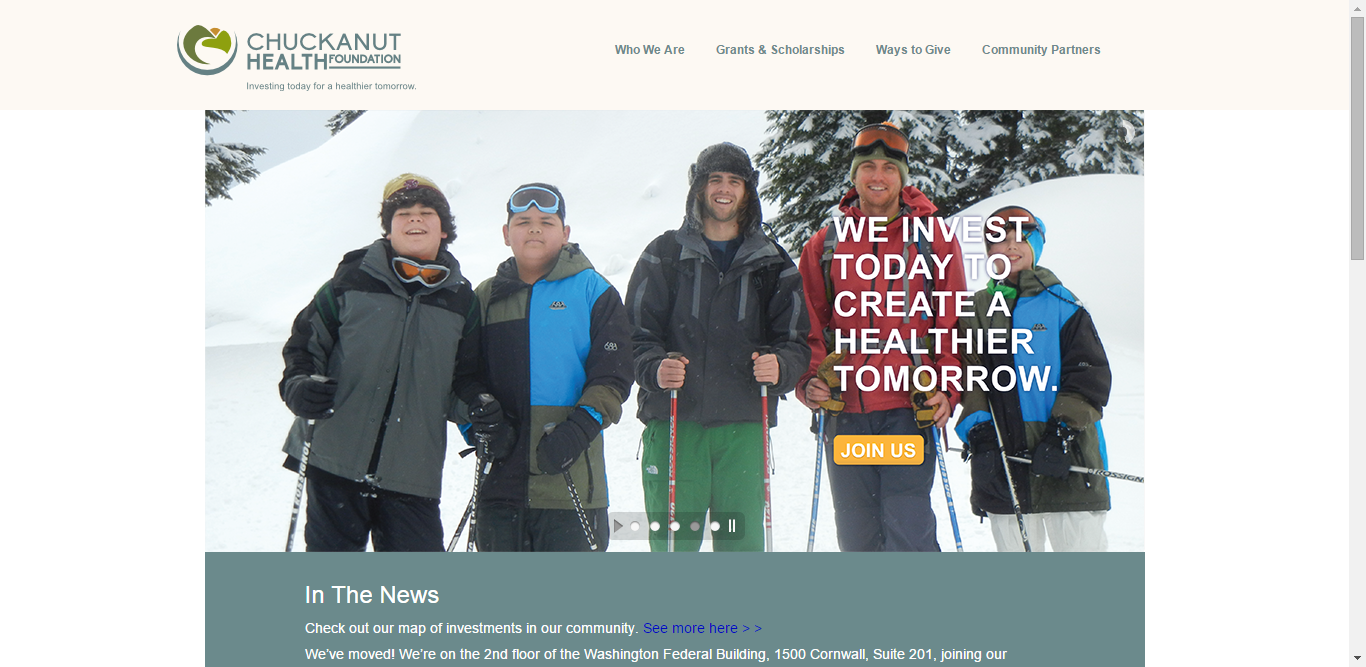 CHUCKANUT
HEALTH FOUNDATION
Investing today for a healthier tomorrow.
Who We Are Grants & Scholarships Ways to Give Community Partners
WE INVEST
TODAY TO
CREATE A
HEALTHIER
TOMORROW.
JOIN US
686
ROSSIGNOL
In The News
Check out our map of investments in our community. See more here > >
We've moved! We're on the 2nd floor of the Washington Federal Building, 1500 Cornwall, Suite 201, joining our